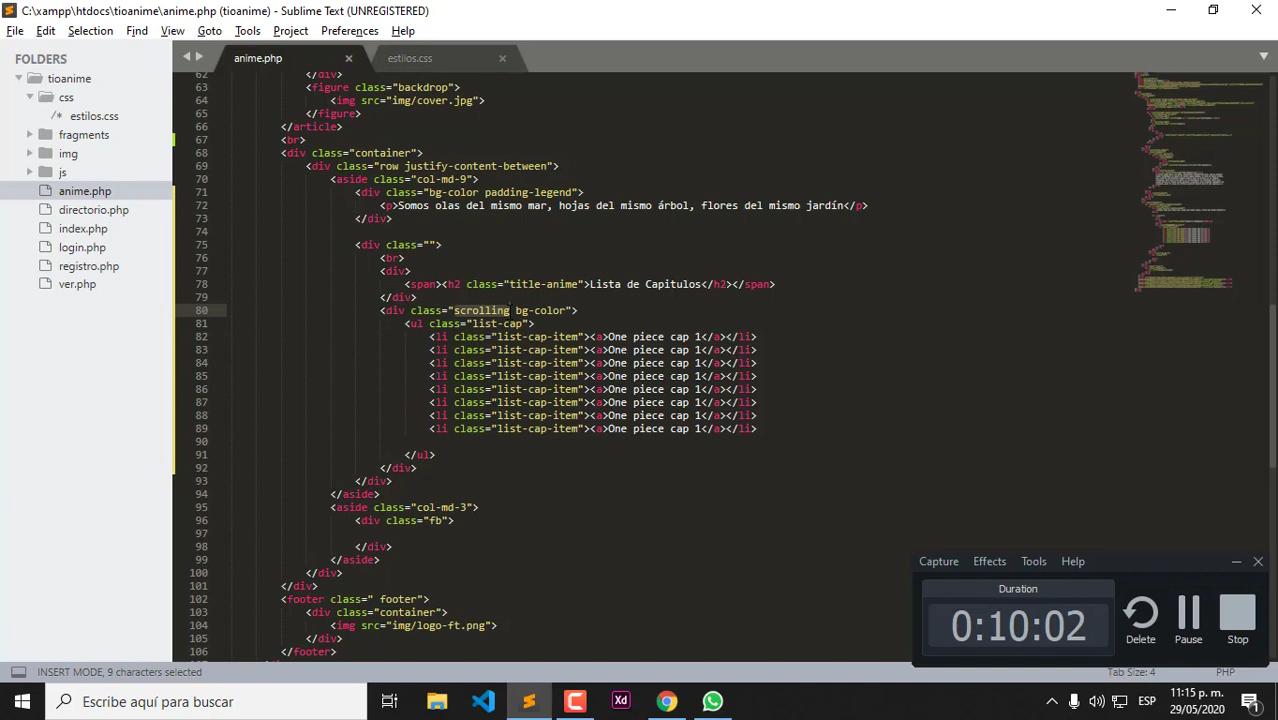 C:\xampp\htdocs\tioanime\anime.php (tioanime) - Sublime Text (UNREGISTERED)
File Edit Selection Find View Goto Tools Project Preferences Help
FOLDERS
tioanime
css
/* estilos.css
fragments
img
js
anime.php
directorio.php
index.php
login.php
registro.php
ver.php
anime.php × estilos.css ×
62 </div>
63 <figure class="backdrop">
64 <img src="img/cover.jpg">
65 </figure>
66 </article>
67 <br>
68 <div class="container">
69 <div class="row justify-content-between">
70 <aside class="col-md-9">
71 <div class="bg-color padding-legend">
72 <p>Somos olas del mismo mar, hojas del mismo árbol, flores del mismo jardín</p>
73 </div>
74
75 <div class="">
76 <br>
77 <div>
78 <span><h2 class="title-anime">Lista de Capitulos</h2></span>
79 </div>
80 <div class="scrolling bg-color">
81 <ul class="list-cap">
82 <li class="list-cap-item"><a>One piece cap 1</a></li>
83 <li class="list-cap-item"><a>One piece cap 1</a></li>
84 <li class="list-cap-item"><a>One piece cap 1</a></li>
85 <li class="list-cap-item"><a>One piece cap 1</a></li>
86 <li class="list-cap-item"><a>One piece cap 1</a></li>
87 <li class="list-cap-item"><a>One piece cap 1</a></li>
88 <li class="list-cap-item"><a>One piece cap 1</a></li>
89 <li class="list-cap-item"><a>One piece cap 1</a></li>
90
91 </ul>
92 </div>
93 </div>
94 </aside>
95 <aside class="col-md-3">
96 <div class="fb">
97
98 </div>
99 </aside>
100 </div>
101 </div>
102 <footer class=" footer">
103 <div class="container">
104 <img src="img/logo-ft.png">
105 </div>
106 </footer>
Capture Effects Tools Help
Duration
0:10:02
Delete Pause Stop
INSERT MODE, 9 characters selected
Tab Size: 4 PHP
Escribe aquí para buscar
Xd
ESP
11:15 p. m.
29/05/2020
1